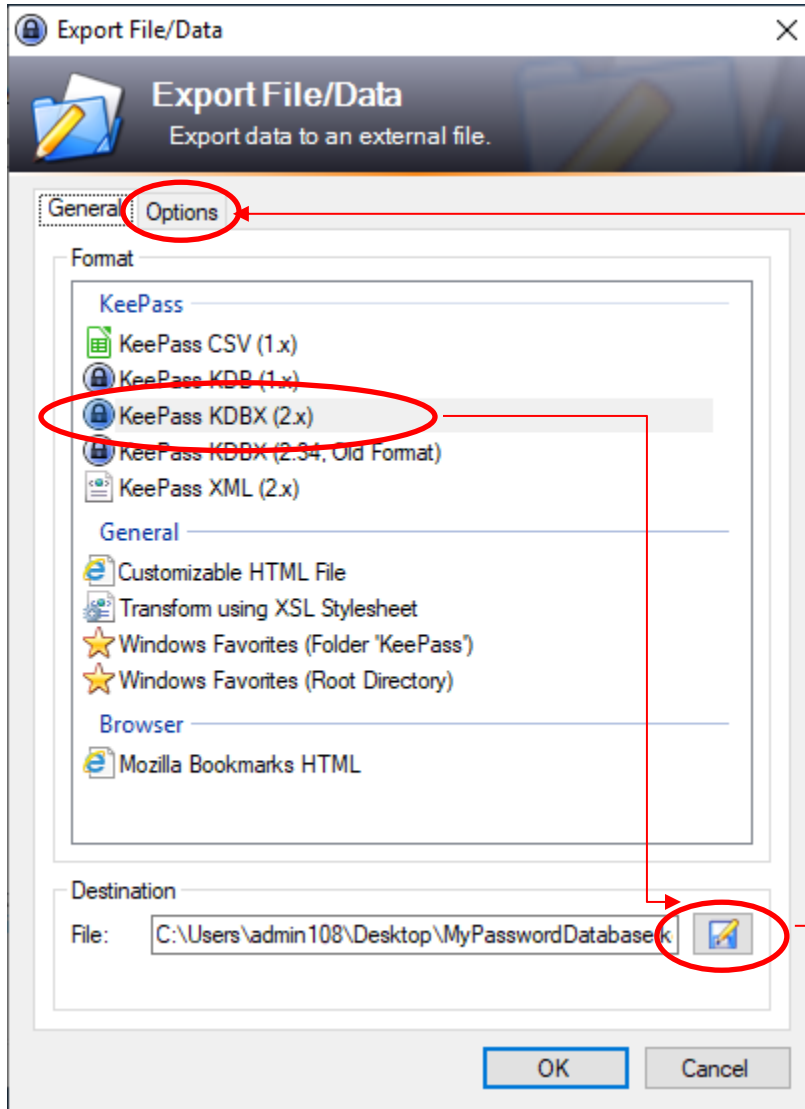 Export File/Data
Export File/Data
Export data to an external file.
General Options
Format
KeePass
KeePass CSV (1.x)
KeePass KDB (1.x)
KeePass KDBX (2.x)
KeePass KDBX (2.34, Old Format)
KeePass XML (2.x)
General
Customizable HTML File
Transform using XSL Stylesheet
Windows Favorites (Folder 'KeePass')
Windows Favorites (Root Directory)
Browser
Mozilla Bookmarks HTML
Destination
File: C:\Users\admin108\Desktop\MyPasswordDatabase.k
OK Cancel